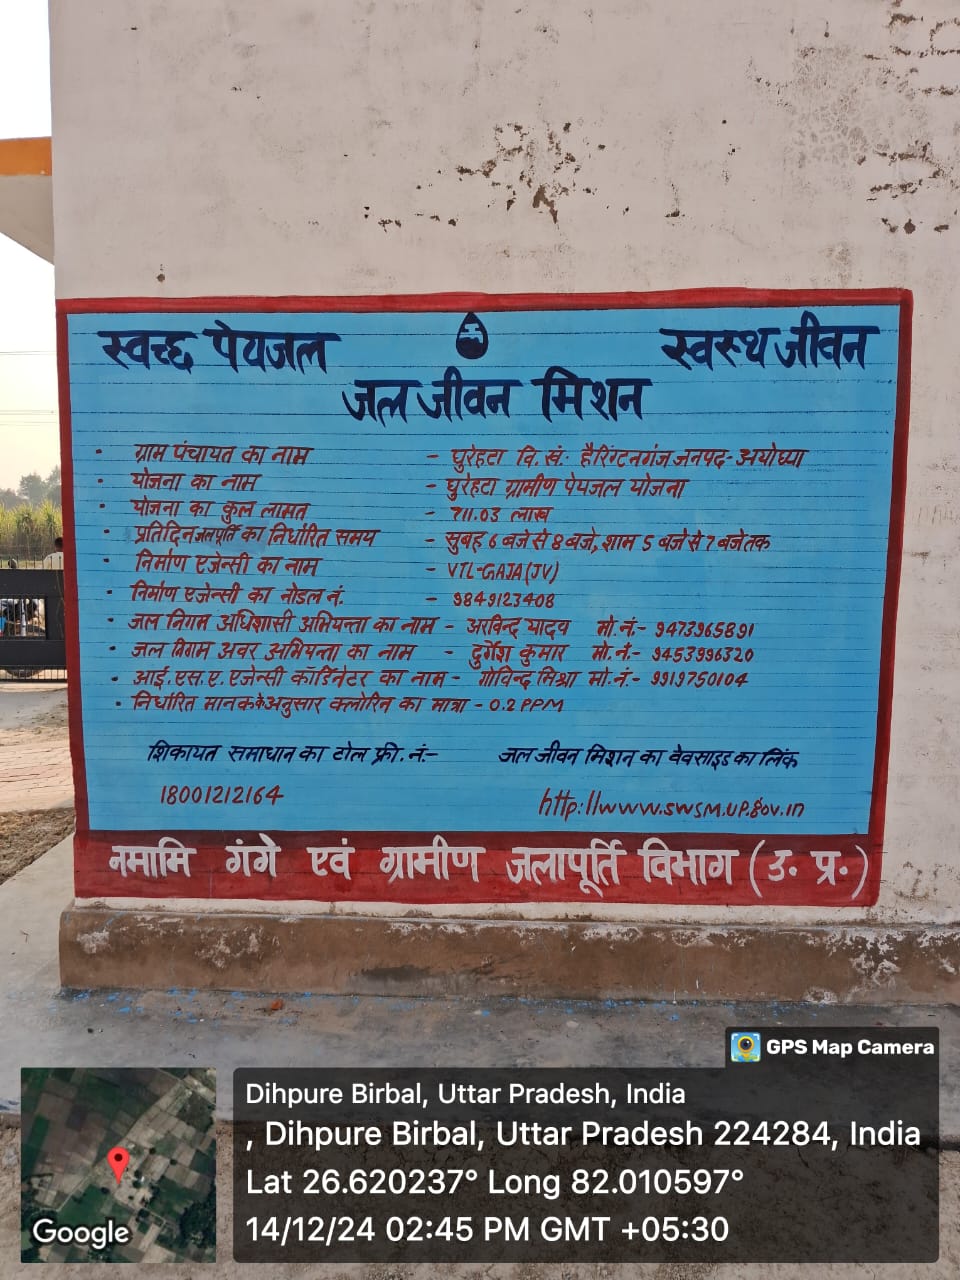 स्वच्छ पेयजल स्वस्थ जीवन
जल जीवन मिशन
• ग्राम पंचायत का नाम - घुरेहटा वि. खं: हैरिंग्टनगंज जनपद- अयोध्या
• योजना का नाम - घुरेहटा ग्रामीण पेयजल योजना
• योजना का कुल लागत - 711.03 लाख
• प्रतिदिन जलपूर्ति का निर्धारित समय - सुबह 6 बजे से 8 बजे, शाम 5 बजे से 7 बजे तक
• निर्माण एजेन्सी का नाम - VTL-GAJA (JV)
• निर्माण एजेन्सी का नोडल नं. - 9849123408
• जल निगम अधिशासी अभियन्ता का नाम - अरविन्द यादव मो.नं.- 9473965891
• जल निगम अवर अभियन्ता का नाम - दुर्गेश कुमार मो.नं.- 9453996320
• आई.एस.ए. एजेन्सी कॉर्डिनेटर का नाम - गोविन्द मिश्रा मो.नं.- 9919750104
• निर्धारित मानक के अनुसार क्लोरिन का मात्रा - 0.2 PPM
शिकायत समाधान का टोल फ्री. नं:- जल जीवन मिशन का वेवसाइड का लिंक
18001212164 http://www.swsm.up.gov.in
नमामि गंगे एवं ग्रामीण जलापूर्ति विभाग (उ. प्र.)
GPS Map Camera
Dihpure Birbal, Uttar Pradesh, India
, Dihpure Birbal, Uttar Pradesh 224284, India
Lat 26.620237° Long 82.010597°
14/12/24 02:45 PM GMT +05:30
Google